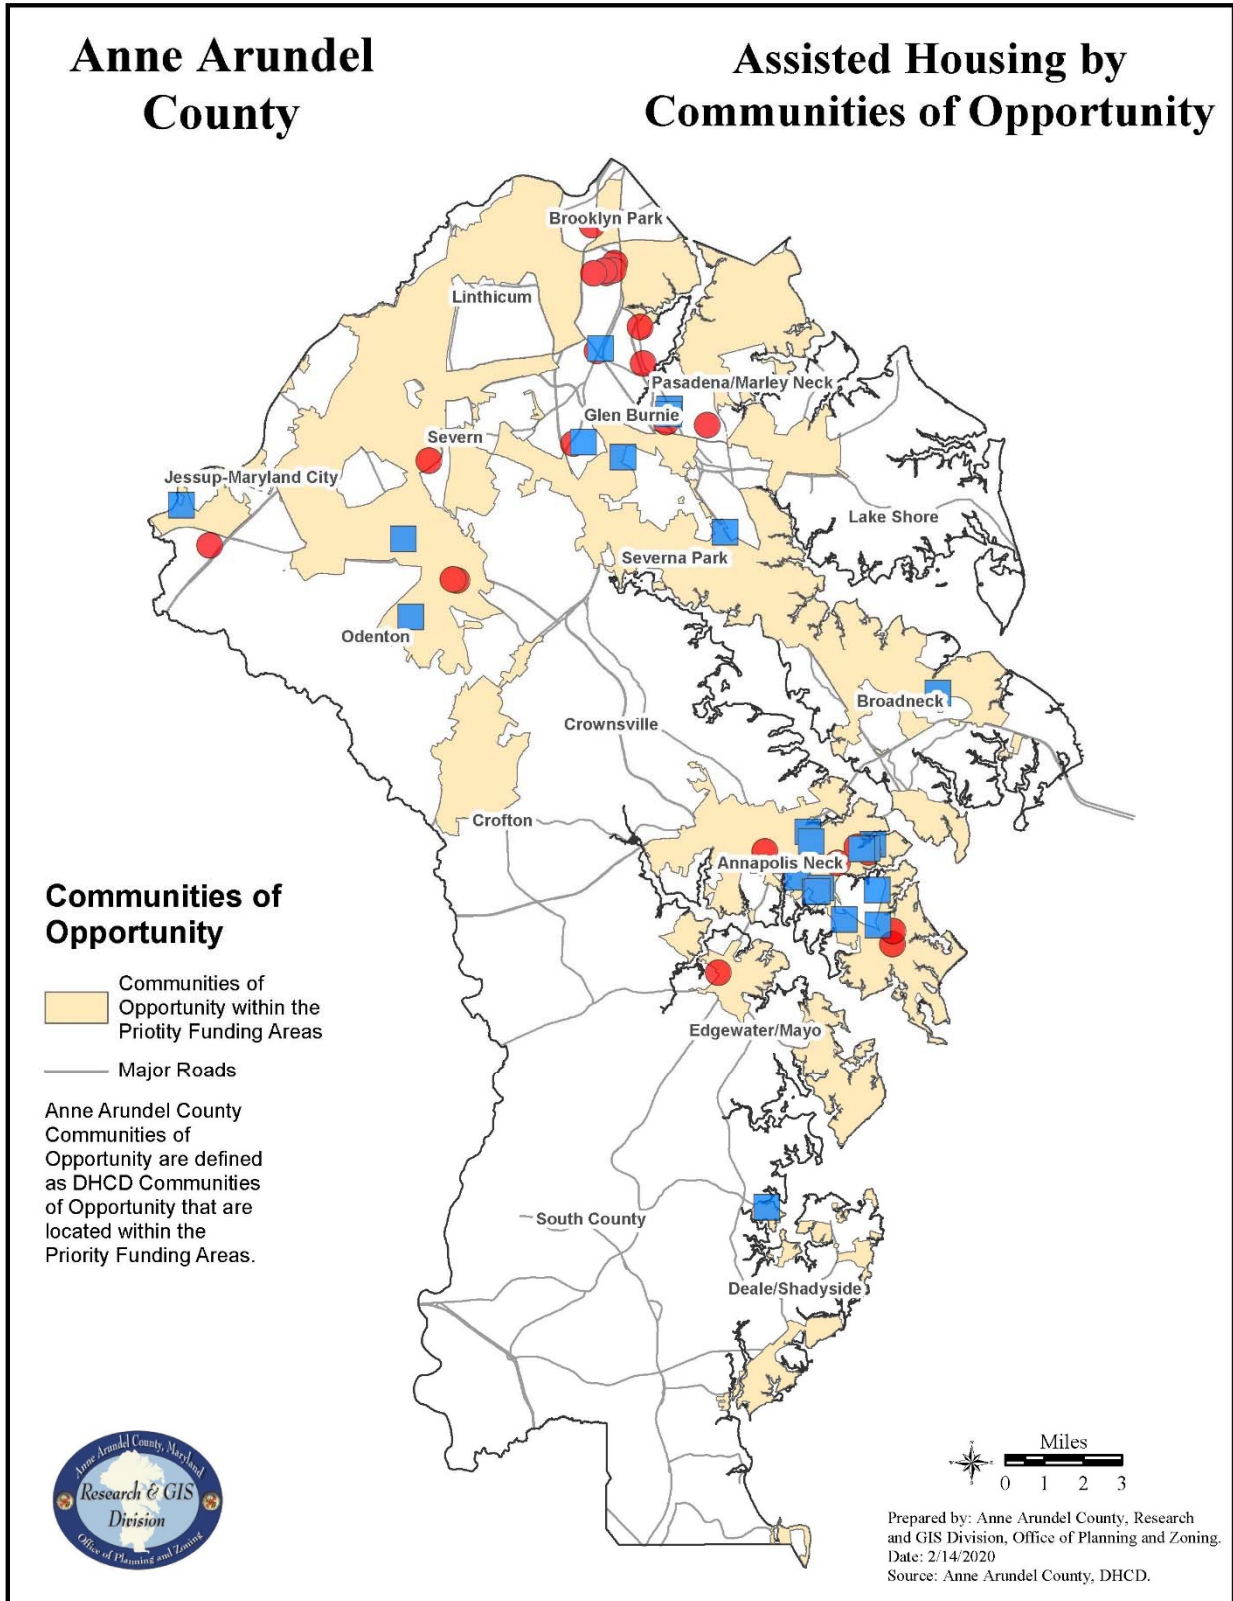 Anne Arundel
County
Assisted Housing by
Communities of Opportunity
Brooklyn Park
Linthicum
Pasadena/Marley Neck
Glen Burnie
Severn
Jessup-Maryland City
Lake Shore
Severna Park
Odenton
Broadneck
Crownsville
Crofton
Annapolis Neck
Edgewater/Mayo
South County
Deale/Shadyside
Communities of
Opportunity
Communities of
Opportunity within the
Priotity Funding Areas
Major Roads
Anne Arundel County
Communities of
Opportunity are defined
as DHCD Communities
of Opportunity that are
located within the
Priority Funding Areas.
Anne Arundel County, Maryland
Research & GIS
Division
Office of Planning and Zoning
Miles
0 1 2 3
Prepared by: Anne Arundel County, Research
and GIS Division, Office of Planning and Zoning.
Date: 2/14/2020
Source: Anne Arundel County, DHCD.